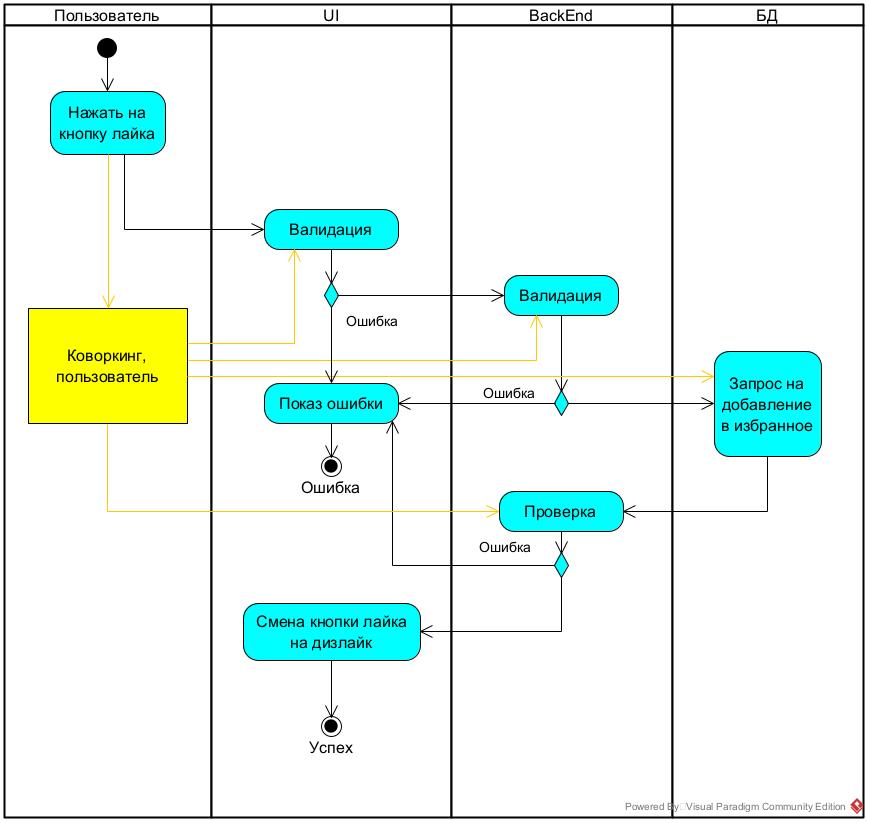 Пользователь
UI
BackEnd
БД
Нажать на
кнопку лайка
Валидация
Валидация
Ошибка
Коворкинг,
пользователь
Запрос на
добавление
в избранное
Показ ошибки
Ошибка
Ошибка
Проверка
Ошибка
Смена кнопки лайка
на дизлайк
Успех
Powered By Visual Paradigm Community Edition